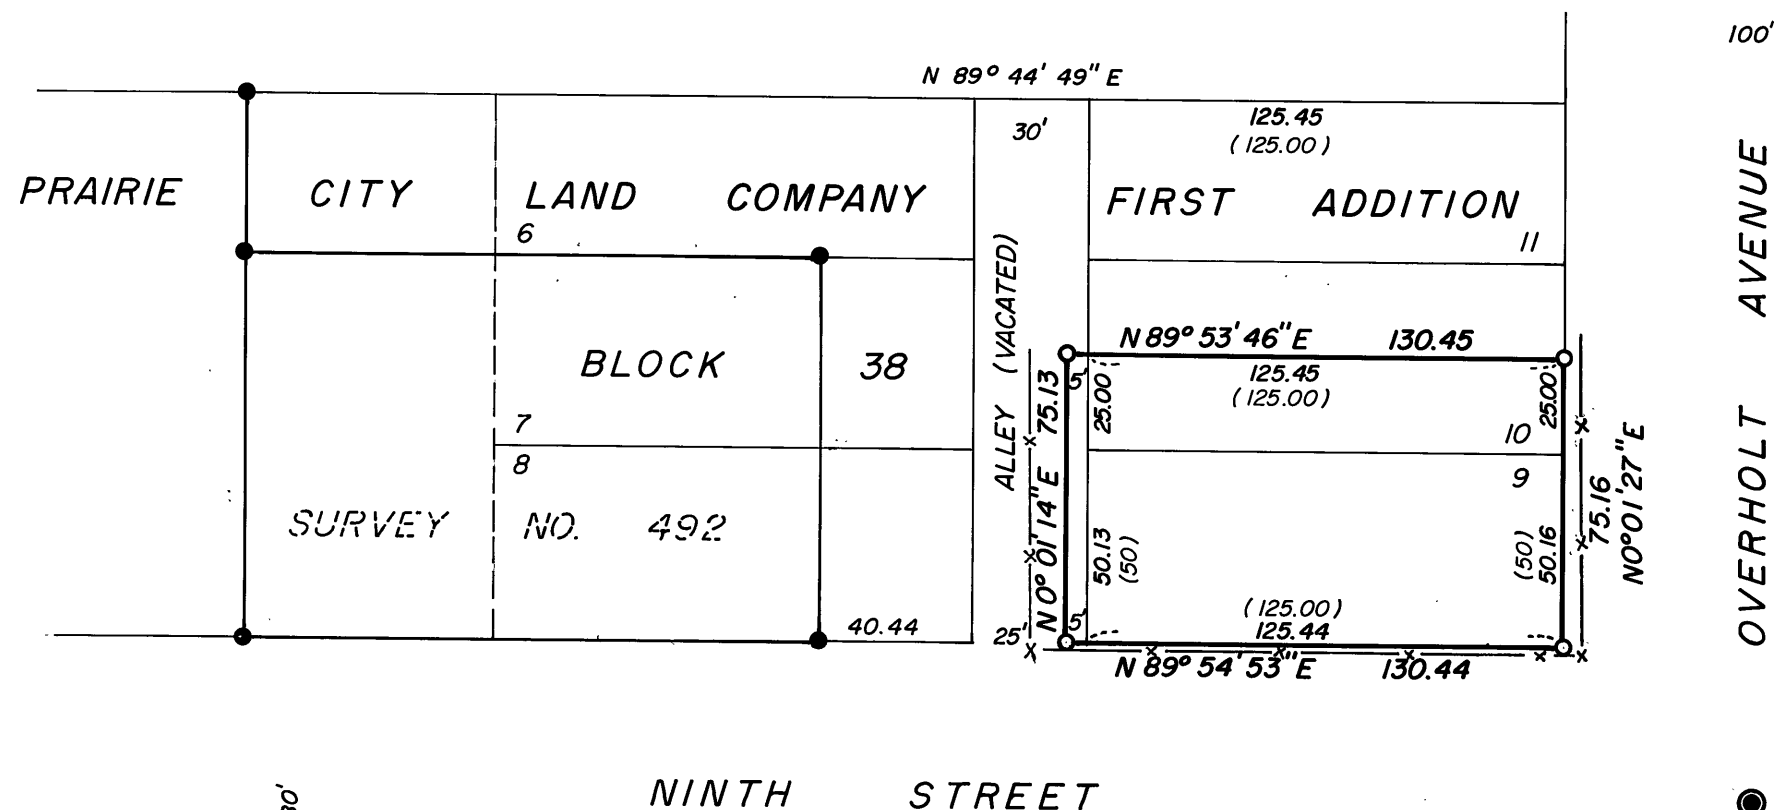 100'
N 89° 44' 49" E
30'
125.45
(125.00)
PRAIRIE CITY LAND COMPANY FIRST ADDITION
6
11
ALLEY (VACATED)
N 89° 53' 46" E 130.45
BLOCK 38
5'
125.45
(125.00)
25.00
25.00
7
10
8
9
75.13
N 0° 01' 14" E
75.16
N 0° 01' 27" E
SURVEY NO. 492
50.13
(50)
(50)
50.16
(125.00)
125.44
40.44
25'
5'
N 89° 54' 53" E 130.44
OVERHOLT AVENUE
NINTH STREET